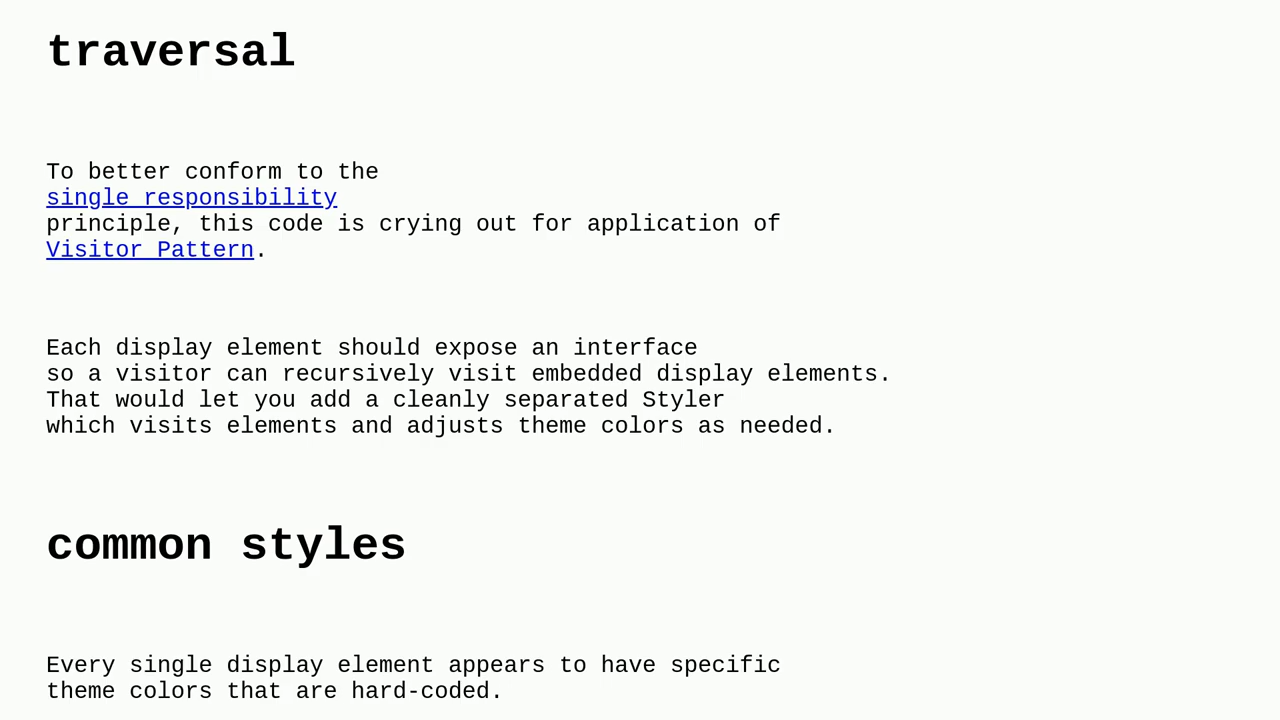 traversal
To better conform to the
single responsibility
principle, this code is crying out for application of
Visitor Pattern.
Each display element should expose an interface
so a visitor can recursively visit embedded display elements.
That would let you add a cleanly separated Styler
which visits elements and adjusts theme colors as needed.
common styles
Every single display element appears to have specific
theme colors that are hard-coded.